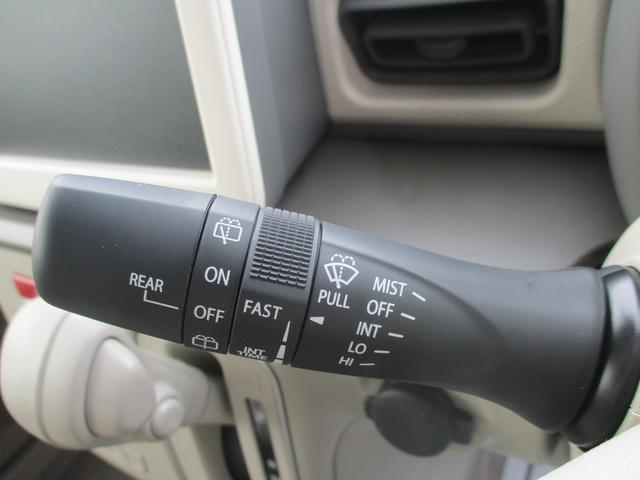 REAR
ON
OFF
FAST
INT
TIME
PULL
MIST
OFF
INT
LO
HI